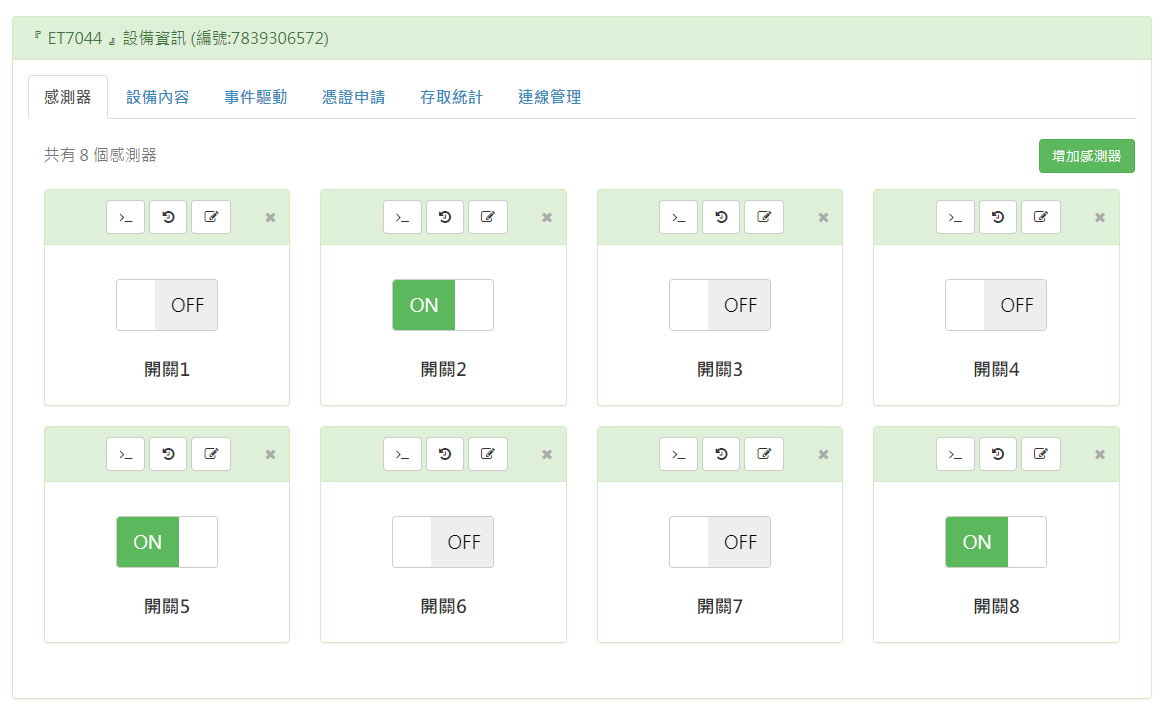 『 ET7044 』設備資訊 (編號:7839306572)
感測器 設備內容 事件驅動 憑證申請 存取統計 連線管理
共有 8 個感測器 增加感測器
OFF ON OFF OFF
開關1 開關2 開關3 開關4
ON OFF OFF ON
開關5 開關6 開關7 開關8